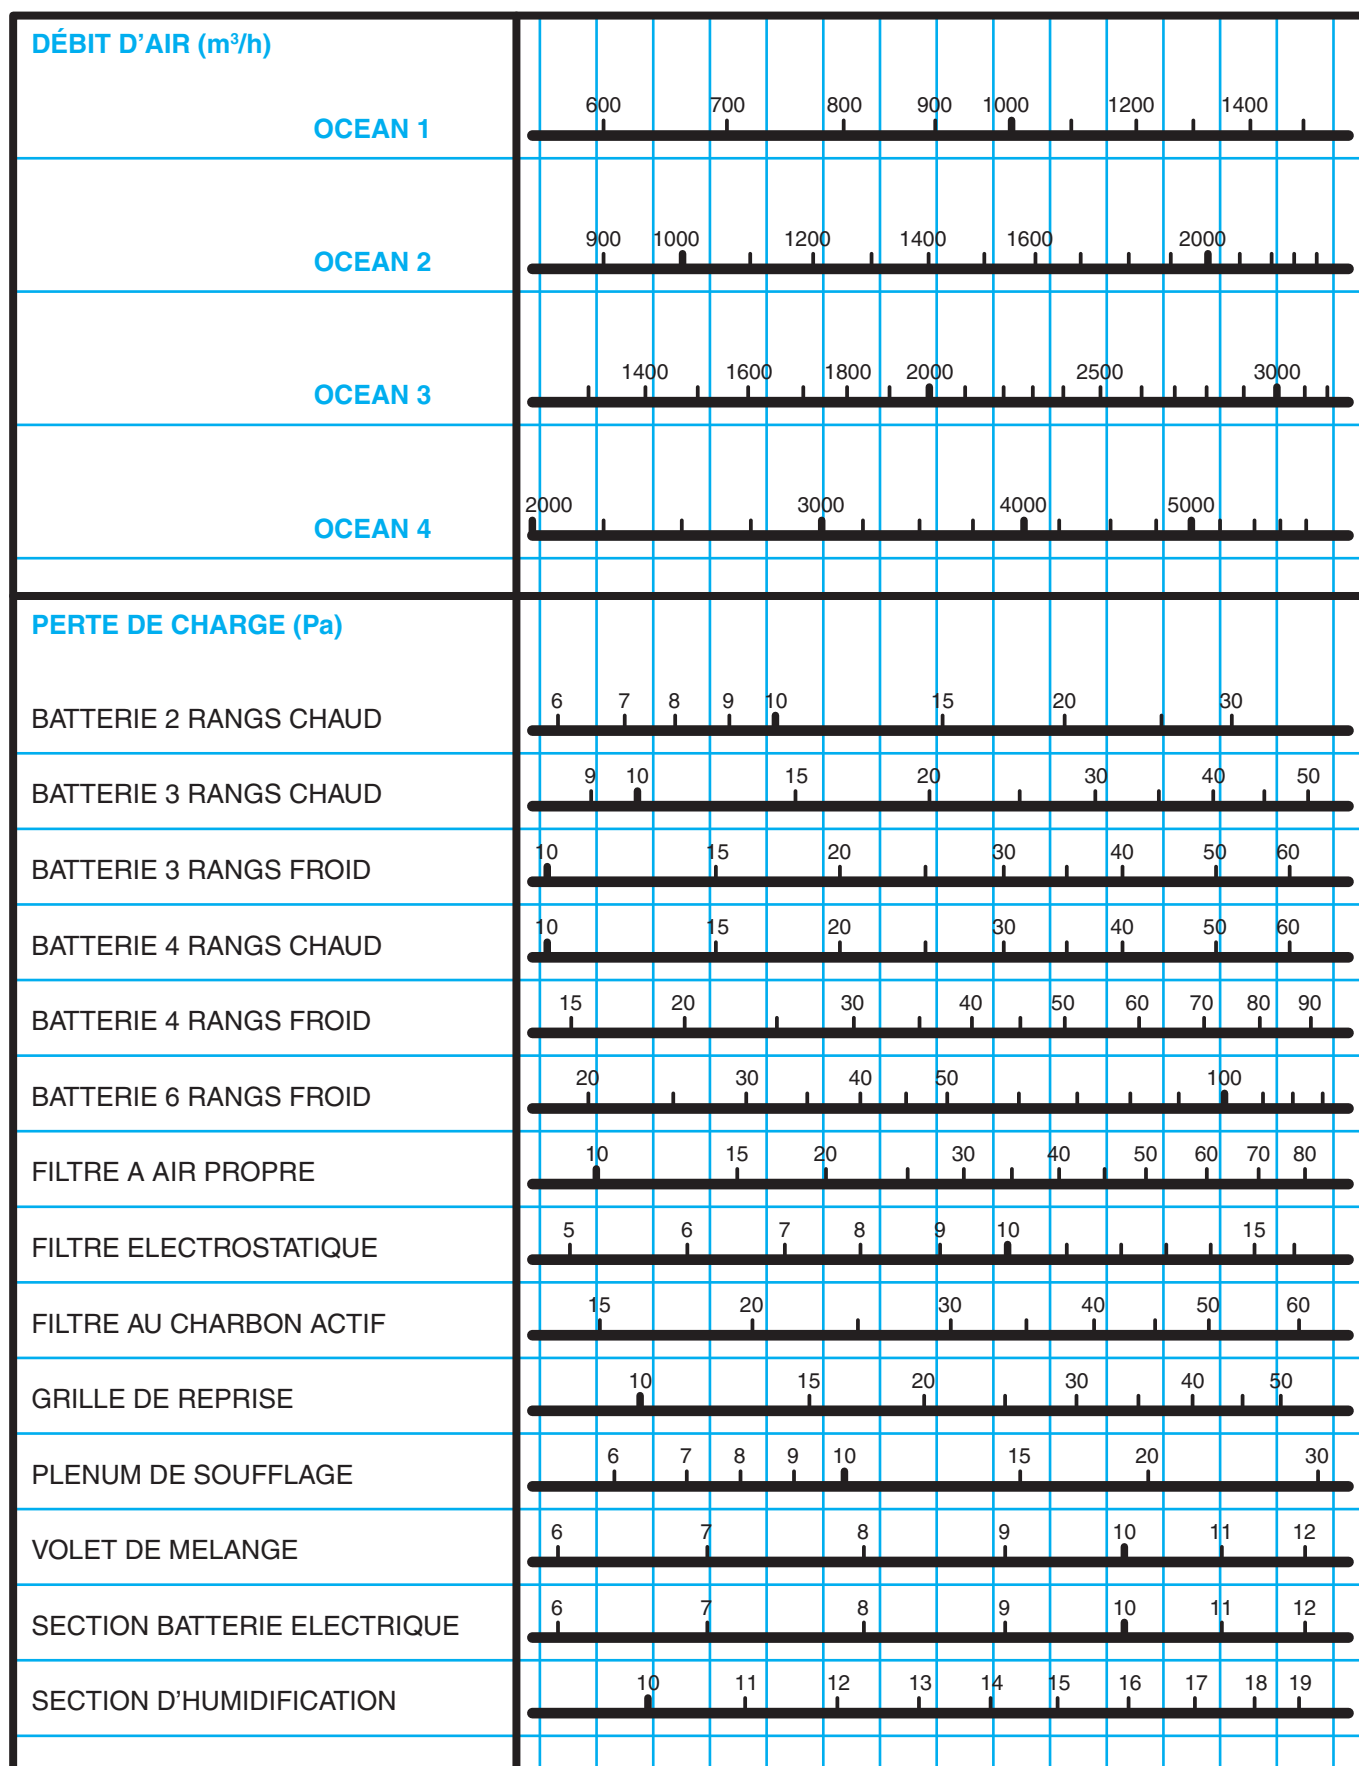 DÉBIT D'AIR (m³/h)
600 700 800 900 1000 1200 1400
OCEAN 1
900 1000 1200 1400 1600 2000
OCEAN 2
1400 1600 1800 2000 2500 3000
OCEAN 3
2000 3000 4000 5000
OCEAN 4
PERTE DE CHARGE (Pa)
6 7 8 9 10 15 20 30
BATTERIE 2 RANGS CHAUD
9 10 15 20 30 40 50
BATTERIE 3 RANGS CHAUD
10 15 20 30 40 50 60
BATTERIE 3 RANGS FROID
10 15 20 30 40 50 60
BATTERIE 4 RANGS CHAUD
15 20 30 40 50 60 70 80 90
BATTERIE 4 RANGS FROID
20 30 40 50 100
BATTERIE 6 RANGS FROID
10 15 20 30 40 50 60 70 80
FILTRE A AIR PROPRE
5 6 7 8 9 10 15
FILTRE ELECTROSTATIQUE
15 20 30 40 50 60
FILTRE AU CHARBON ACTIF
10 15 20 30 40 50
GRILLE DE REPRISE
6 7 8 9 10 15 20 30
PLENUM DE SOUFFLAGE
6 7 8 9 10 11 12
VOLET DE MELANGE
6 7 8 9 10 11 12
SECTION BATTERIE ELECTRIQUE
10 11 12 13 14 15 16 17 18 19
SECTION D'HUMIDIFICATION